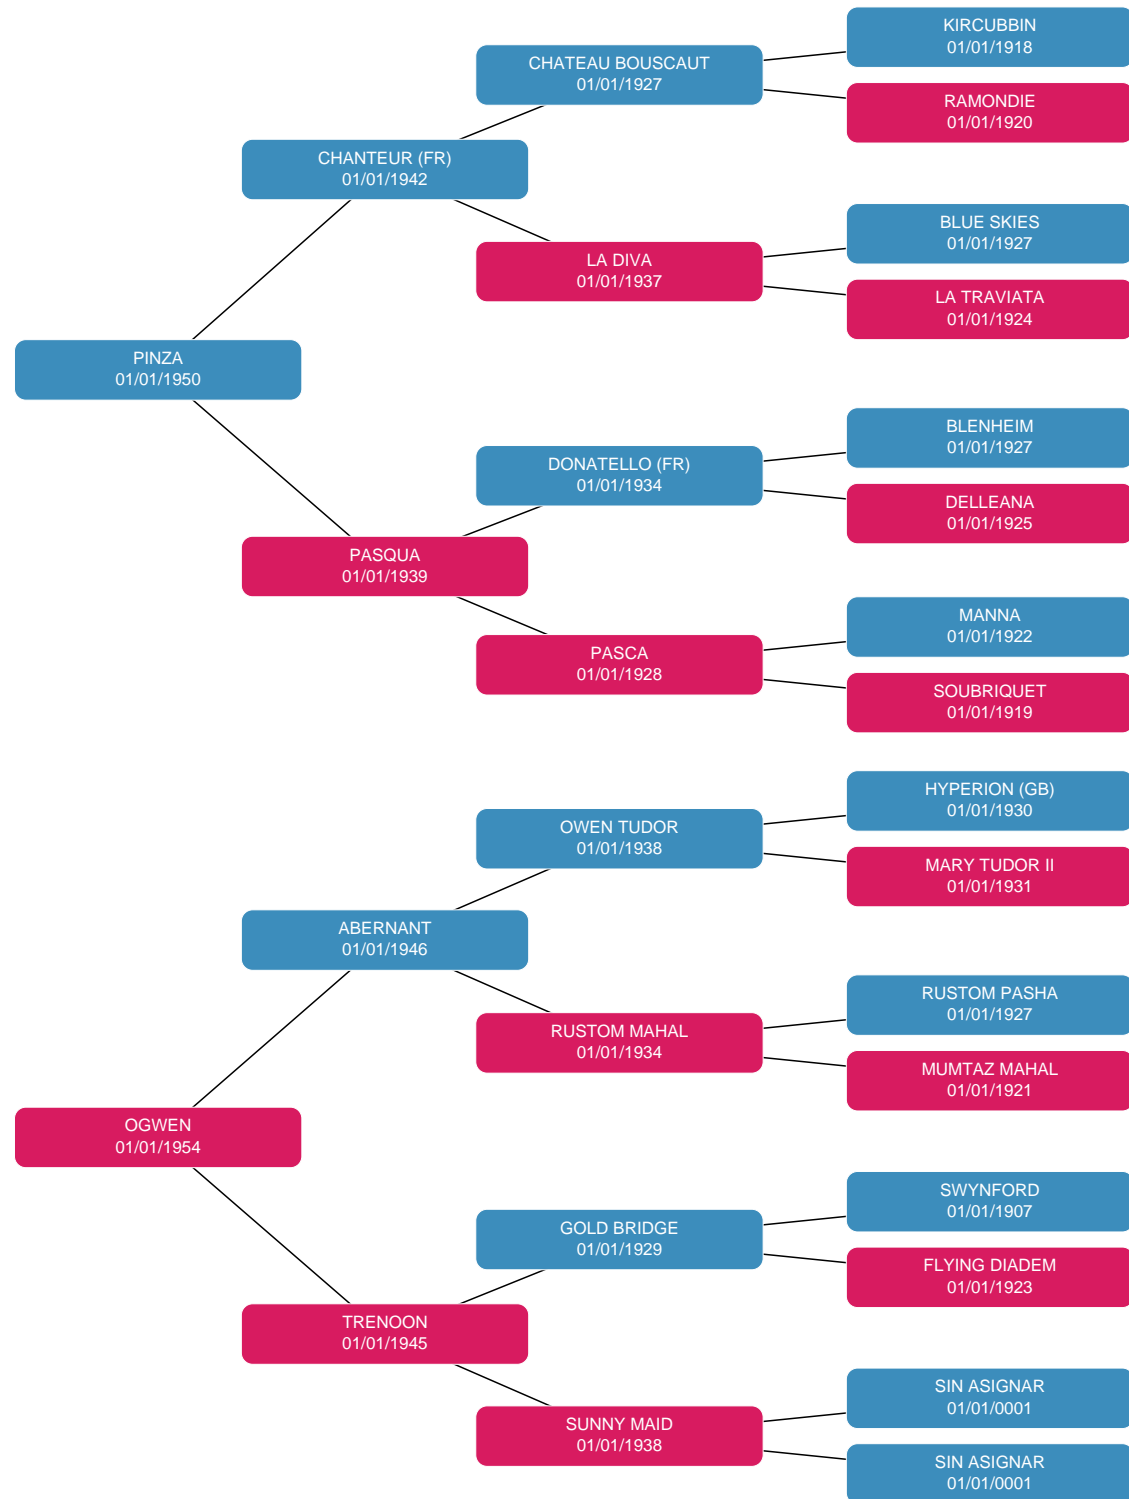 KIRCUBBIN
01/01/1918
CHATEAU BOUSCAUT
01/01/1927
RAMONDIE
01/01/1920
CHANTEUR (FR)
01/01/1942
BLUE SKIES
01/01/1927
LA DIVA
01/01/1937
LA TRAVIATA
01/01/1924
PINZA
01/01/1950
BLENHEIM
01/01/1927
DONATELLO (FR)
01/01/1934
DELLEANA
01/01/1925
PASQUA
01/01/1939
MANNA
01/01/1922
PASCA
01/01/1928
SOUBRIQUET
01/01/1919
HYPERION (GB)
01/01/1930
OWEN TUDOR
01/01/1938
MARY TUDOR II
01/01/1931
ABERNANT
01/01/1946
RUSTOM PASHA
01/01/1927
RUSTOM MAHAL
01/01/1934
MUMTAZ MAHAL
01/01/1921
OGWEN
01/01/1954
SWYNFORD
01/01/1907
GOLD BRIDGE
01/01/1929
FLYING DIADEM
01/01/1923
TRENOON
01/01/1945
SIN ASIGNAR
01/01/0001
SUNNY MAID
01/01/1938
SIN ASIGNAR
01/01/0001